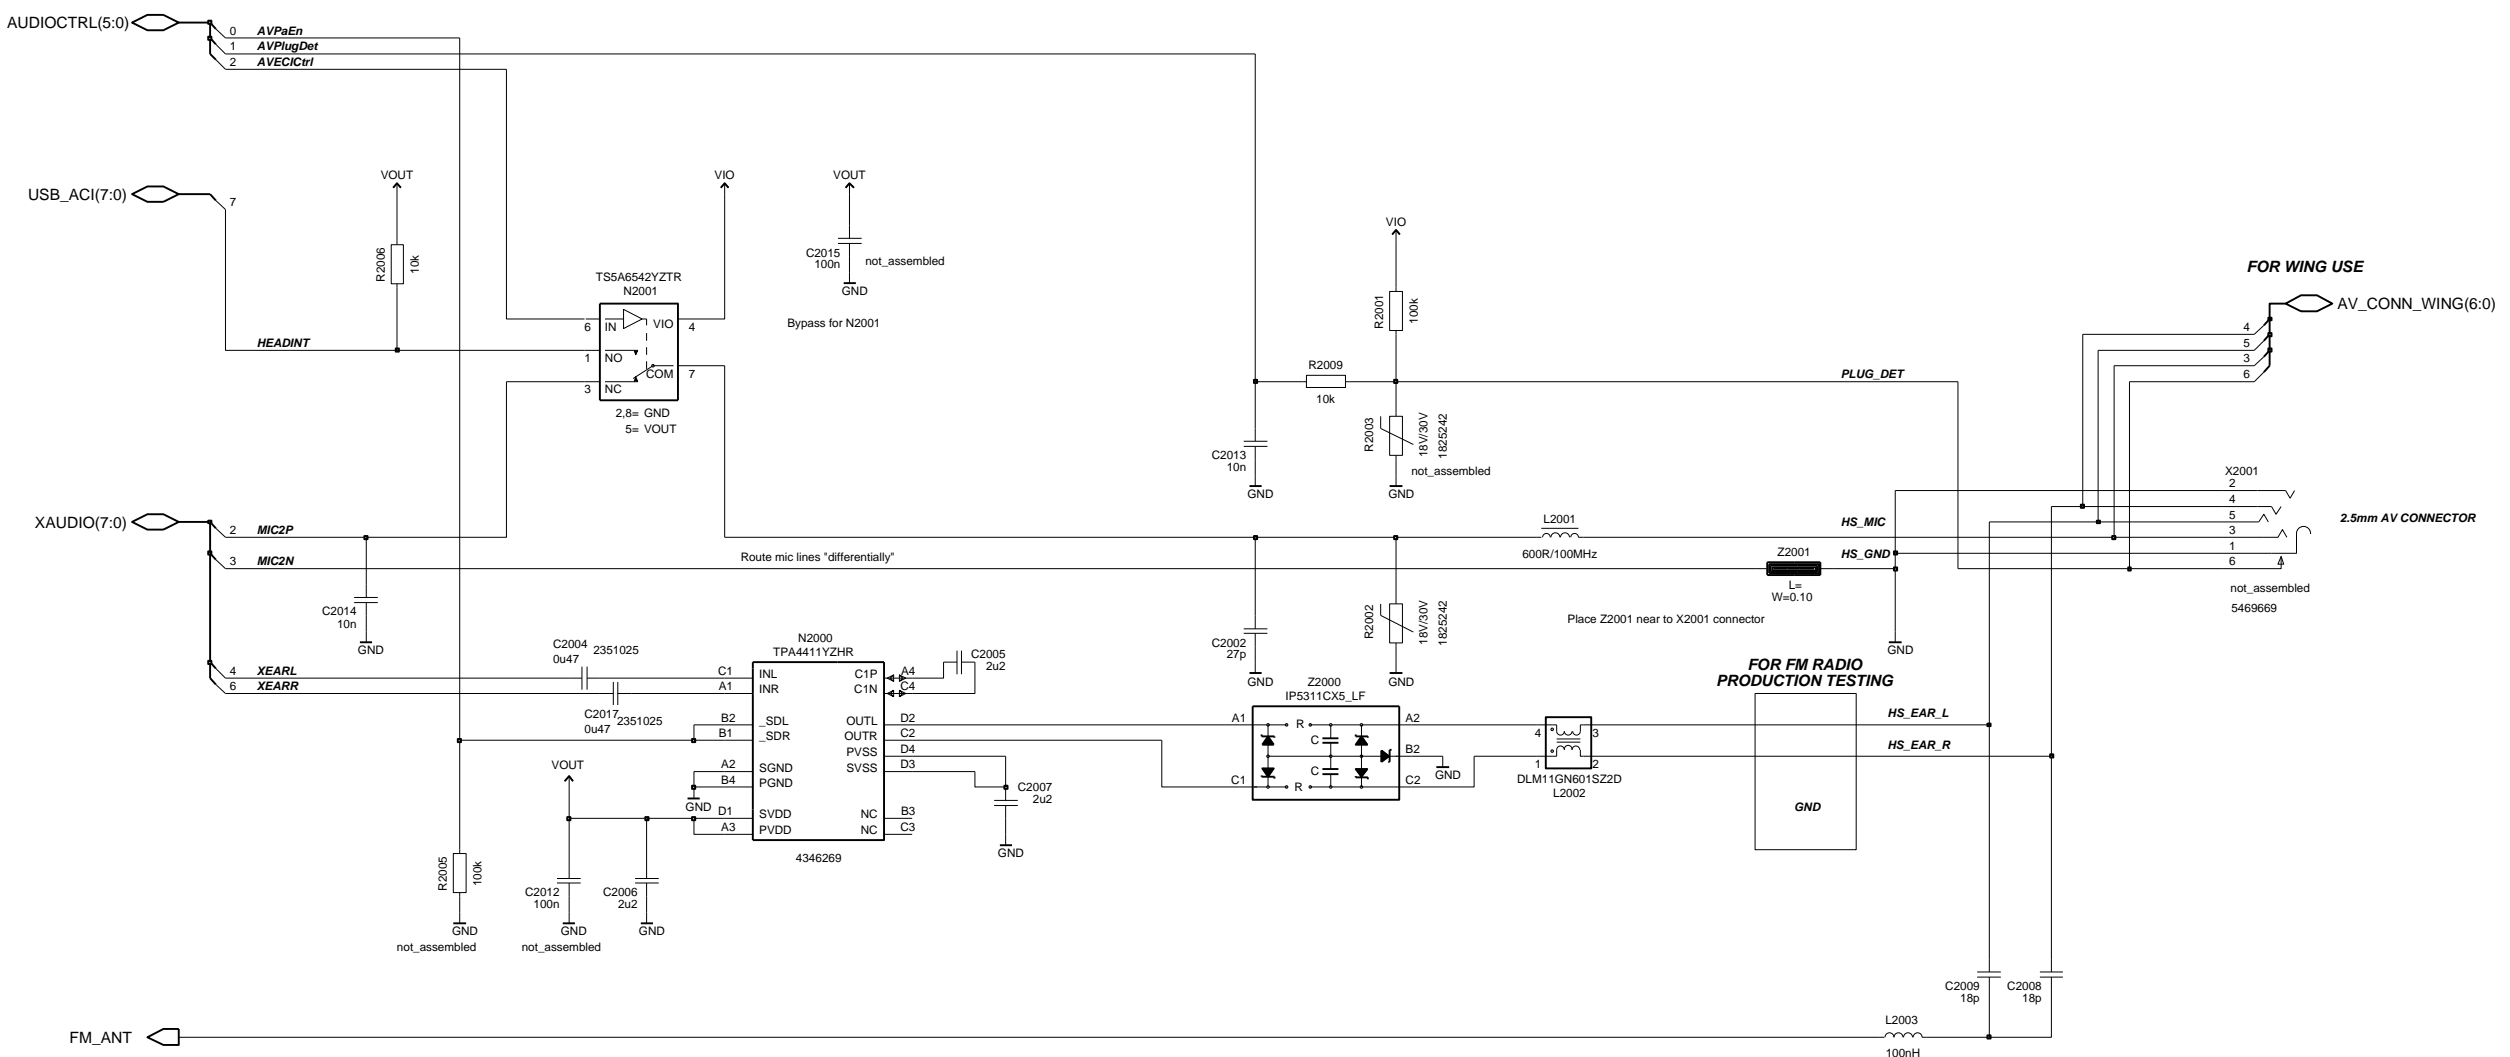 AUDIOCTRL(5:0)
0 AVPaEn
1 AVPlugDet
2 AVECICtrl
USB_ACI(7:0)
7
VOUT
R2006
10k
HEADINT
TS5A6542YZTR
N2001
6 IN
VIO 4
1 NO
COM 7
3 NC
2,8= GND
5= VOUT
VIO
VOUT
C2015
100n
not_assembled
GND
Bypass for N2001
VIO
R2001
100k
R2009
10k
PLUG_DET
C2013
10n
GND
R2003
18V/30V
1825242
not_assembled
GND
FOR WING USE
AV_CONN_WING(6:0)
4
5
3
6
X2001
2
4
5
3
1
6
2.5mm AV CONNECTOR
not_assembled
5469669
XAUDIO(7:0)
2 MIC2P
3 MIC2N
Route mic lines "differentially"
L2001
600R/100MHz
HS_MIC
Z2001
HS_GND
L=
W=0.10
Place Z2001 near to X2001 connector
GND
C2014
10n
GND
4 XEARL
6 XEARR
C2004
0u47
2351025
C2017
0u47
2351025
N2000
TPA4411YZHR
C1 INL
A1 INR
B2 _SDL
B1 _SDR
A2 SGND
B4 PGND
D1 SVDD
A3 PVDD
C1P A4
C1N C4
OUTL D2
OUTR C2
PVSS D4
SVSS D3
NC B3
NC C3
4346269
GND
C2005
2u2
C2007
2u2
GND
C2002
27p
GND
R2002
18V/30V
1825242
GND
Z2000
IP5311CX5_LF
A1
R
A2
C
B2
C
C1
R
C2
GND
4
3
1
2
DLM11GN601SZ2D
L2002
FOR FM RADIO
PRODUCTION TESTING
GND
HS_EAR_L
HS_EAR_R
VOUT
R2005
100k
GND
not_assembled
C2012
100n
GND
not_assembled
C2006
2u2
GND
C2009
18p
C2008
18p
FM_ANT
L2003
100nH